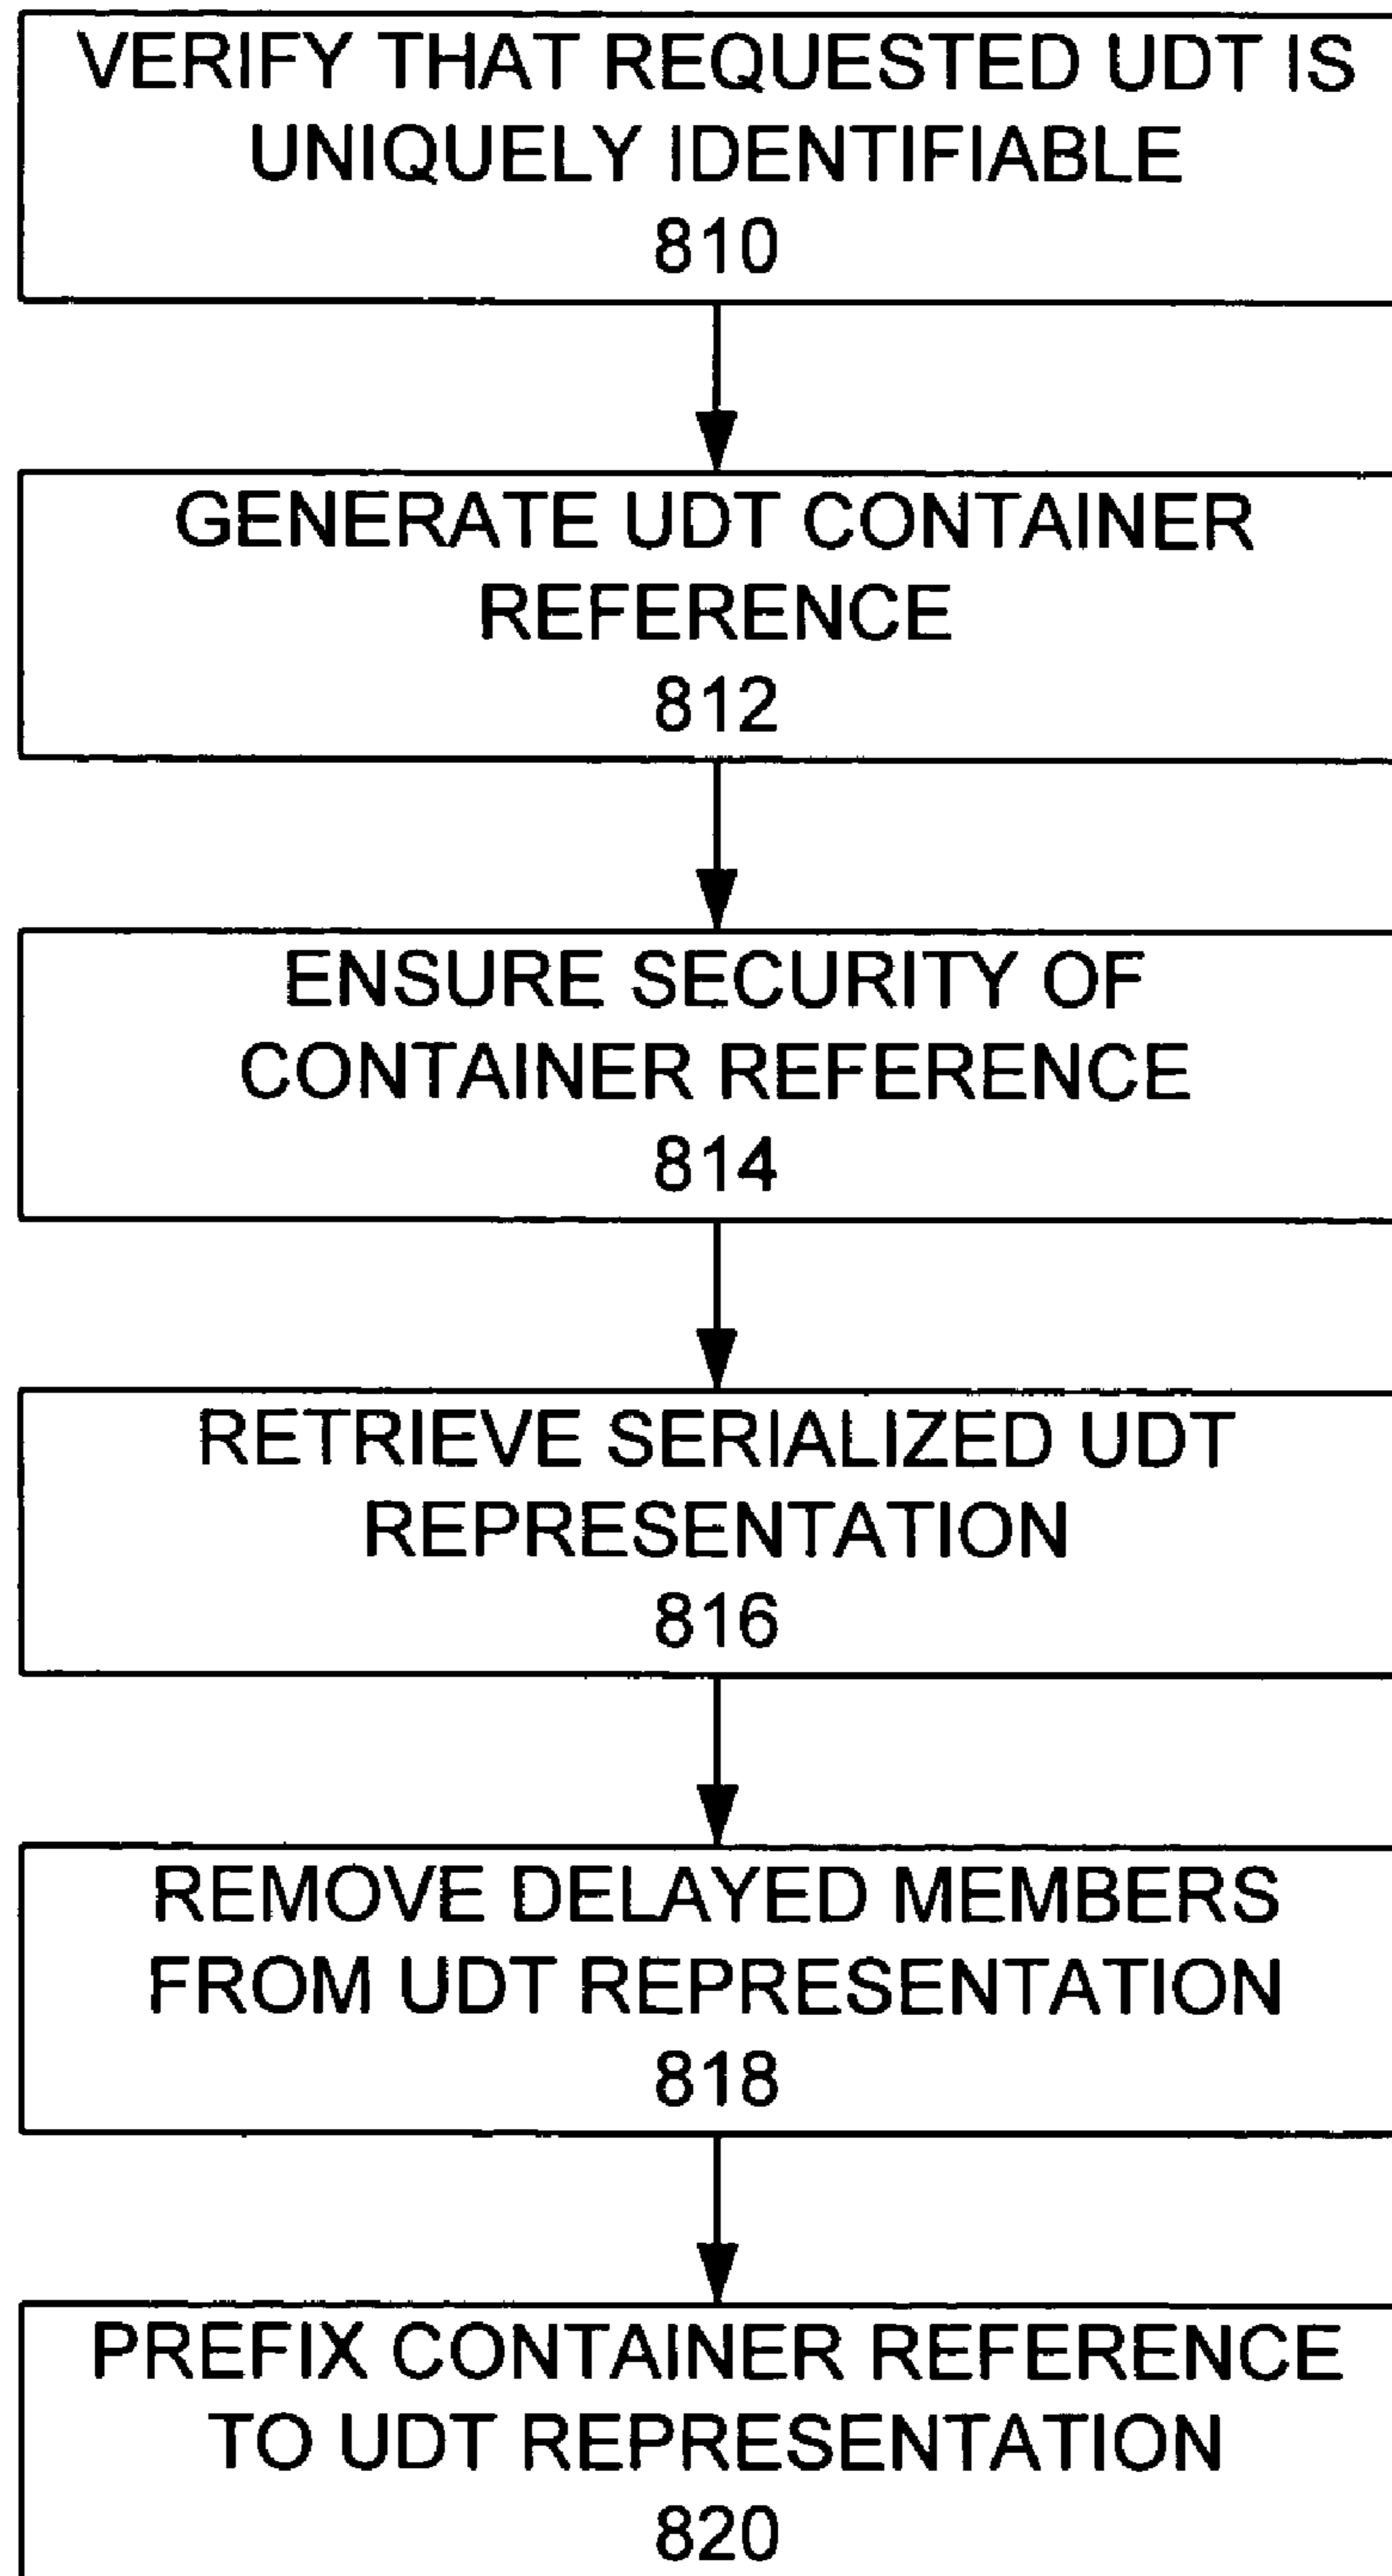 VERIFY THAT REQUESTED UDT IS
UNIQUELY IDENTIFIABLE
810
GENERATE UDT CONTAINER
REFERENCE
812
ENSURE SECURITY OF
CONTAINER REFERENCE
814
RETRIEVE SERIALIZED UDT
REPRESENTATION
816
REMOVE DELAYED MEMBERS
FROM UDT REPRESENTATION
818
PREFIX CONTAINER REFERENCE
TO UDT REPRESENTATION
820